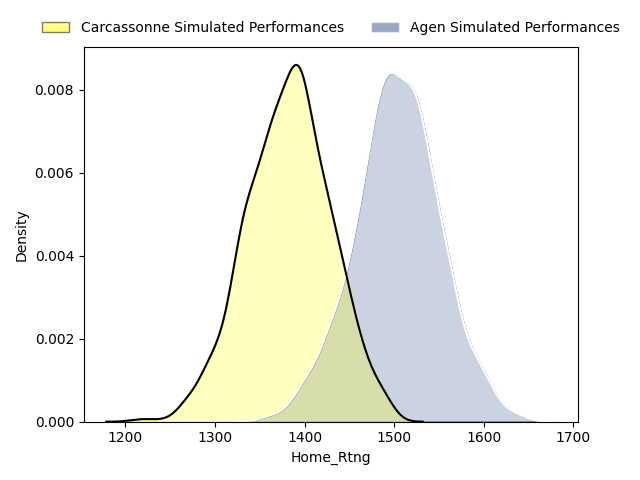 Carcassonne Simulated Performances
Agen Simulated Performances
Density
0.008
0.006
0.004
0.002
0.000
1200 1300 1400 1500 1600 1700
Home_Rtng